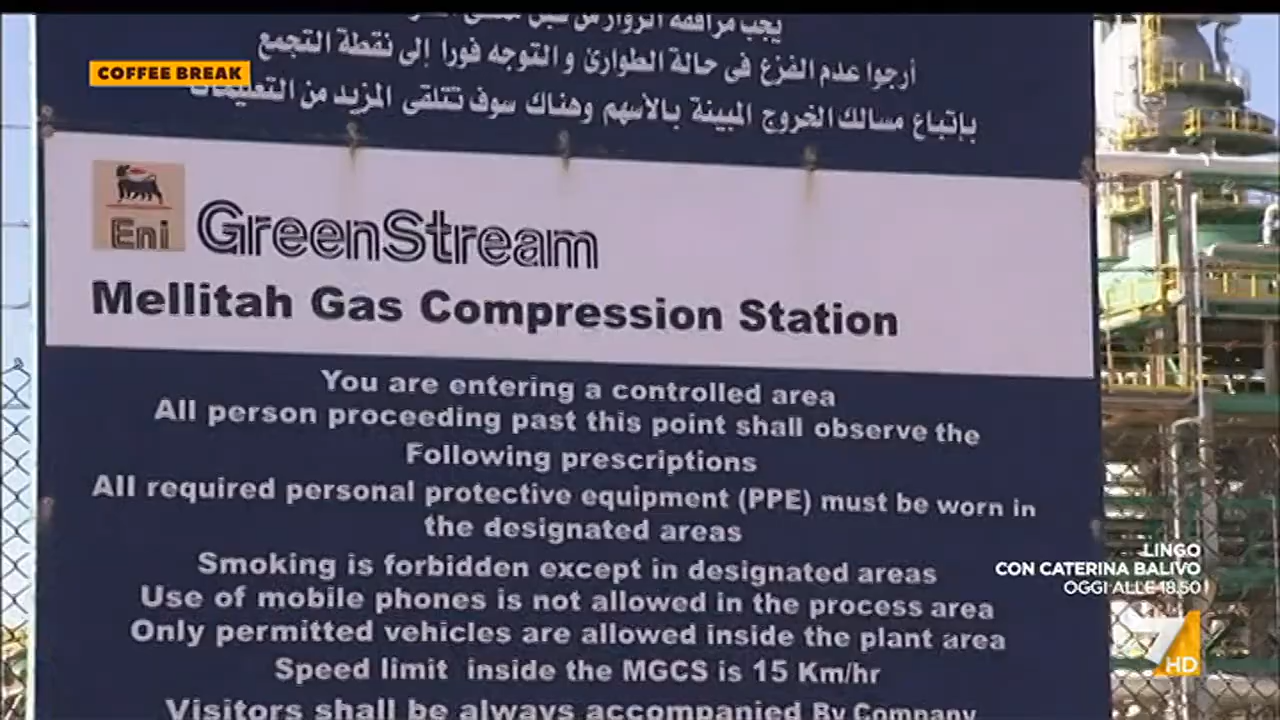 يجب مرافقة الزوار من قبل
أرجوا عدم الفزع في حالة الطوارئ والتوجه فورا إلى نقطة التجمع
COFFEE BREAK
بإتباع مسالك الخروج المبينة بالأسهم وهناك سوف تتلقى المزيد من التعليمات
Eni
GreenStream
Mellitah Gas Compression Station
You are entering a controlled area
All person proceeding past this point shall observe the
Following prescriptions
All required personal protective equipment (PPE) must be worn in
the designated areas
Smoking is forbidden except in designated areas
Use of mobile phones is not allowed in the process area
Only permitted vehicles are allowed inside the plant area
Speed limit inside the MGCS is 15 Km/hr
Visitors shall be always accompanied By Company
LINGO
CON CATERINA BALIVO
OGGI ALLE 18.50
7
HD